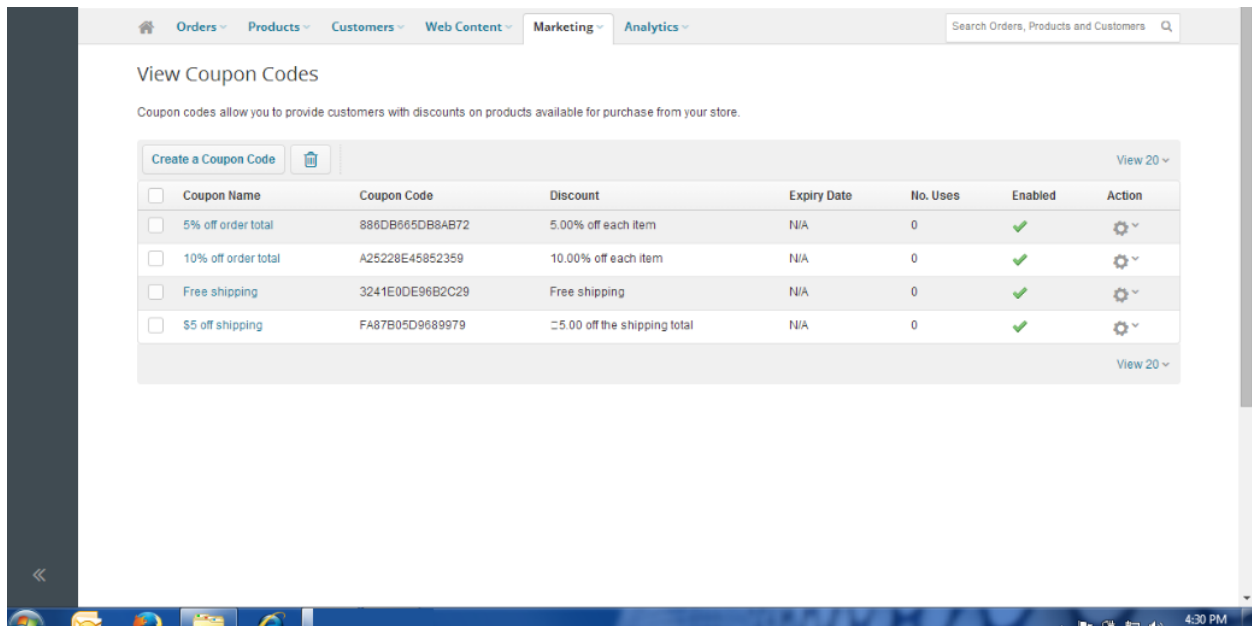 Orders Products Customers Web Content Marketing Analytics Search Orders, Products and Customers
View Coupon Codes
Coupon codes allow you to provide customers with discounts on products available for purchase from your store.
Create a Coupon Code View 20
Coupon Name Coupon Code Discount Expiry Date No. Uses Enabled Action
5% off order total 886DB665DB8AB72 5.00% off each item N/A 0
10% off order total A25228E45852359 10.00% off each item N/A 0
Free shipping 3241E0DE96B2C29 Free shipping N/A 0
$5 off shipping FA87B05D9689979 5.00 off the shipping total N/A 0
View 20
4:30 PM